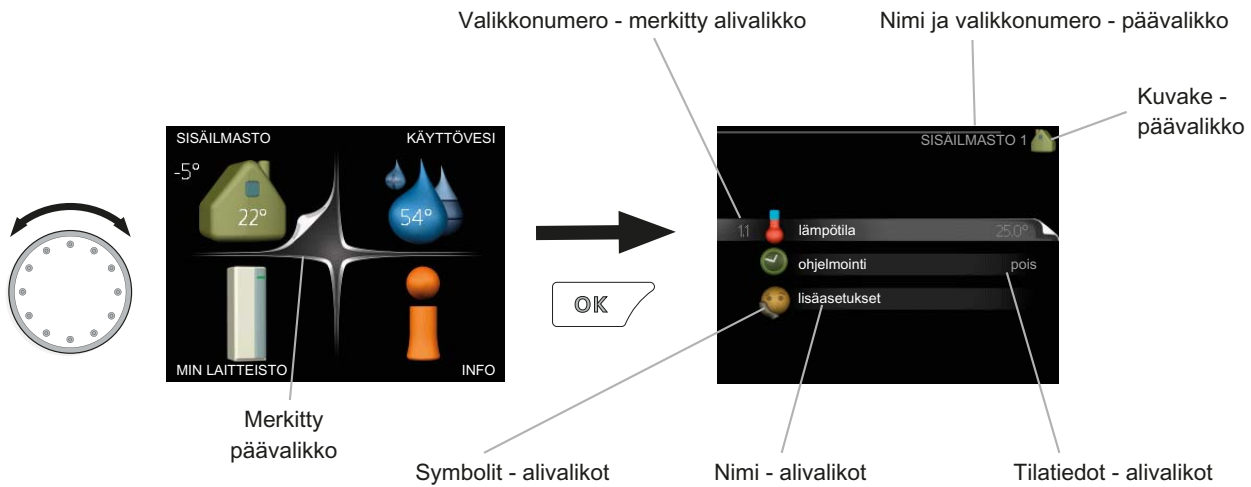 Valikkonumero - merkitty alivalikko
Nimi ja valikkonumero - päävalikko
Kuvake -
päävalikko
SISÄILMASTO
KÄYTTÖVESI
-5°
22°
54°
MIN LAITTEISTO
INFO
OK
SISÄILMASTO 1
1.1
lämpötila
25.0°
ohjelmointi
pois
lisäasetukset
Merkitty
päävalikko
Symbolit - alivalikot
Nimi - alivalikot
Tilatiedot - alivalikot